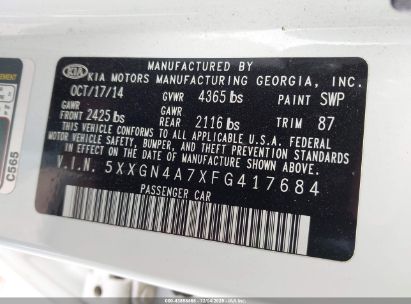 MANUFACTURED BY
KIA KIA MOTORS MANUFACTURING GEORGIA, INC.
OCT/17/14 GVWR 4365 lbs PAINT SWP
GAWR FRONT 2425 lbs GAWR REAR 2116 lbs TRIM 87
THIS VEHICLE CONFORMS TO ALL APPLICABLE U.S. FEDERAL
MOTOR VEHICLE SAFETY, BUMPER, AND THEFT PREVENTION STANDARDS
IN EFFECT ON THE DATE OF MANUFACTURE SHOWN ABOVE.
V.I.N. 5XXGN4A7XFG417684
PASSENGER CAR
C565